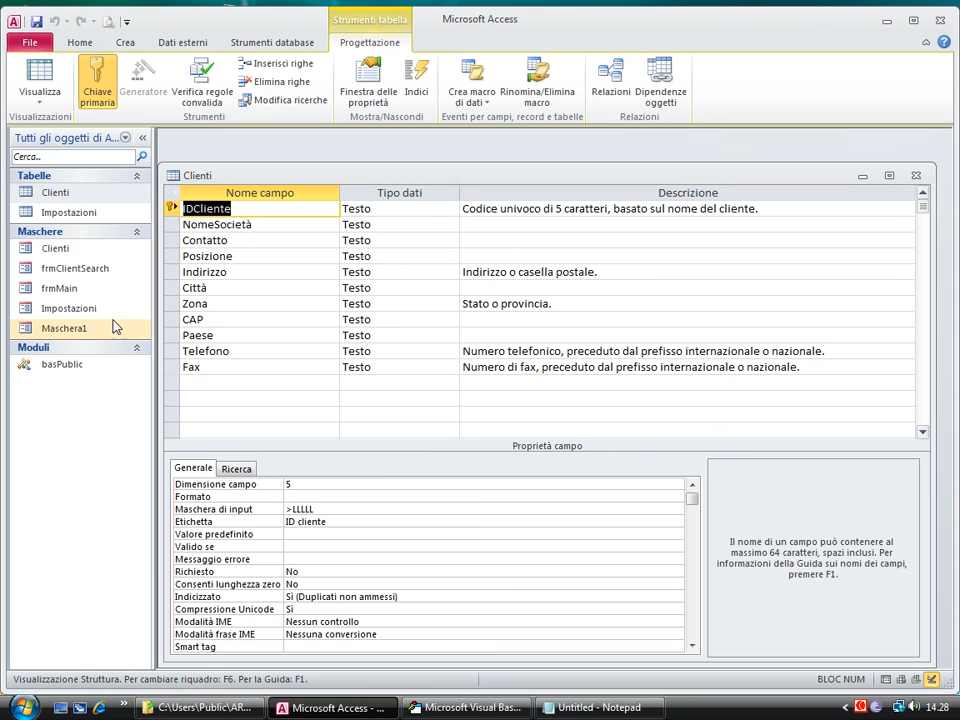 Strumenti tabella
Microsoft Access
File
Home
Crea
Dati esterni
Strumenti database
Progettazione
Visualizza
Chiave primaria
Generatore
Verifica regole convalida
Inserisci righe
Elimina righe
Modifica ricerche
Finestra delle proprietà
Indici
Crea macro di dati
Rinomina/Elimina macro
Relazioni
Dipendenze oggetti
Visualizzazioni
Strumenti
Mostra/Nascondi
Eventi per campi, record e tabelle
Relazioni
Tutti gli oggetti di A...
Cerca...
Tabelle
Clienti
Impostazioni
Maschere
Clienti
frmClientSearch
frmMain
Impostazioni
Maschera1
Moduli
basPublic
Clienti
Nome campo Tipo dati Descrizione
IDCliente Testo Codice univoco di 5 caratteri, basato sul nome del cliente.
NomeSocietà Testo
Contatto Testo
Posizione Testo
Indirizzo Testo Indirizzo o casella postale.
Città Testo
Zona Testo Stato o provincia.
CAP Testo
Paese Testo
Telefono Testo Numero telefonico, preceduto dal prefisso internazionale o nazionale.
Fax Testo Numero di fax, preceduto dal prefisso internazionale o nazionale.
Proprietà campo
Generale Ricerca
Dimensione campo 5
Formato
Maschera di input >LLLLL
Etichetta ID cliente
Valore predefinito
Valido se
Messaggio errore
Richiesto No
Consenti lunghezza zero No
Indicizzato Sì (Duplicati non ammessi)
Compressione Unicode Sì
Modalità IME Nessun controllo
Modalità frase IME Nessuna conversione
Smart tag
Il nome di un campo può contenere al
massimo 64 caratteri, spazi inclusi. Per
informazioni della Guida sui nomi dei campi,
premere F1.
Visualizzazione Struttura. Per cambiare riquadro: F6. Per la Guida: F1.
BLOC NUM
C:\Users\Public\AR...
Microsoft Access - ...
Microsoft Visual Bas...
Untitled - Notepad
14.28